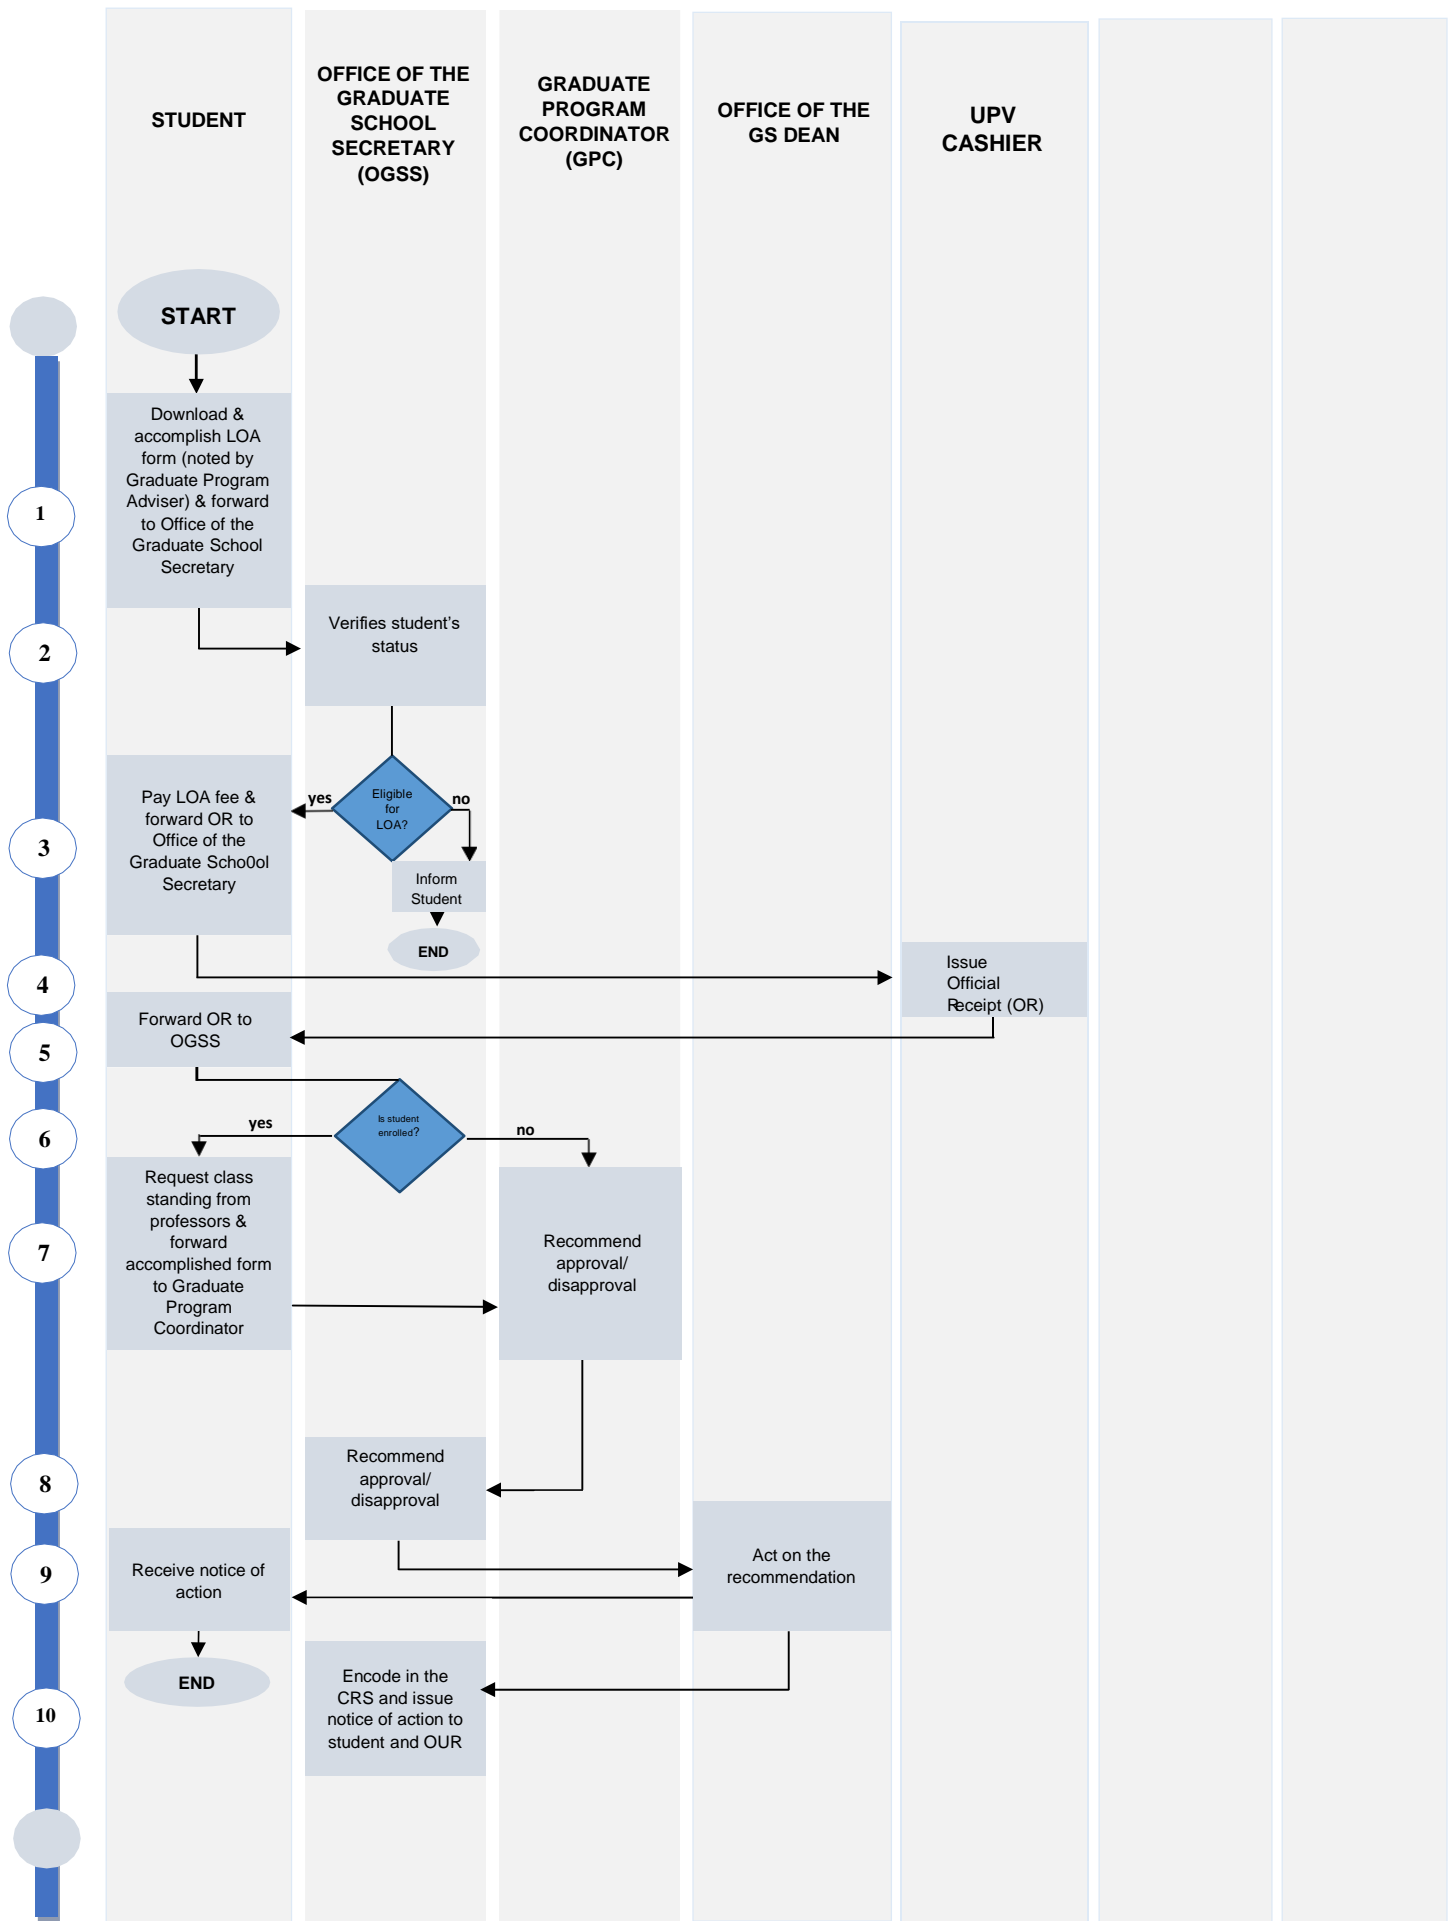 STUDENT
OFFICE OF THE
GRADUATE
SCHOOL
SECRETARY
(OGSS)
GRADUATE
PROGRAM
COORDINATOR
(GPC)
OFFICE OF THE
GS DEAN
UPV
CASHIER
START
Download &
accomplish LOA
form (noted by
Graduate Program
Adviser) & forward
to Office of the
Graduate School
Secretary
1
Verifies student’s
status
2
Pay LOA fee &
forward OR to
Office of the
Graduate Scho0ol
Secretary
yes
Eligible
for
LOA?
no
3
Inform
Student
END
Issue
Official
Receipt (OR)
4
Forward OR to
OGSS
5
yes
Is student
enrolled?
no
6
Request class
standing from
professors &
forward
accomplished form
to Graduate
Program
Coordinator
Recommend
approval/
disapproval
7
Recommend
approval/
disapproval
8
Act on the
recommendation
Receive notice of
action
9
END
Encode in the
CRS and issue
notice of action to
student and OUR
10